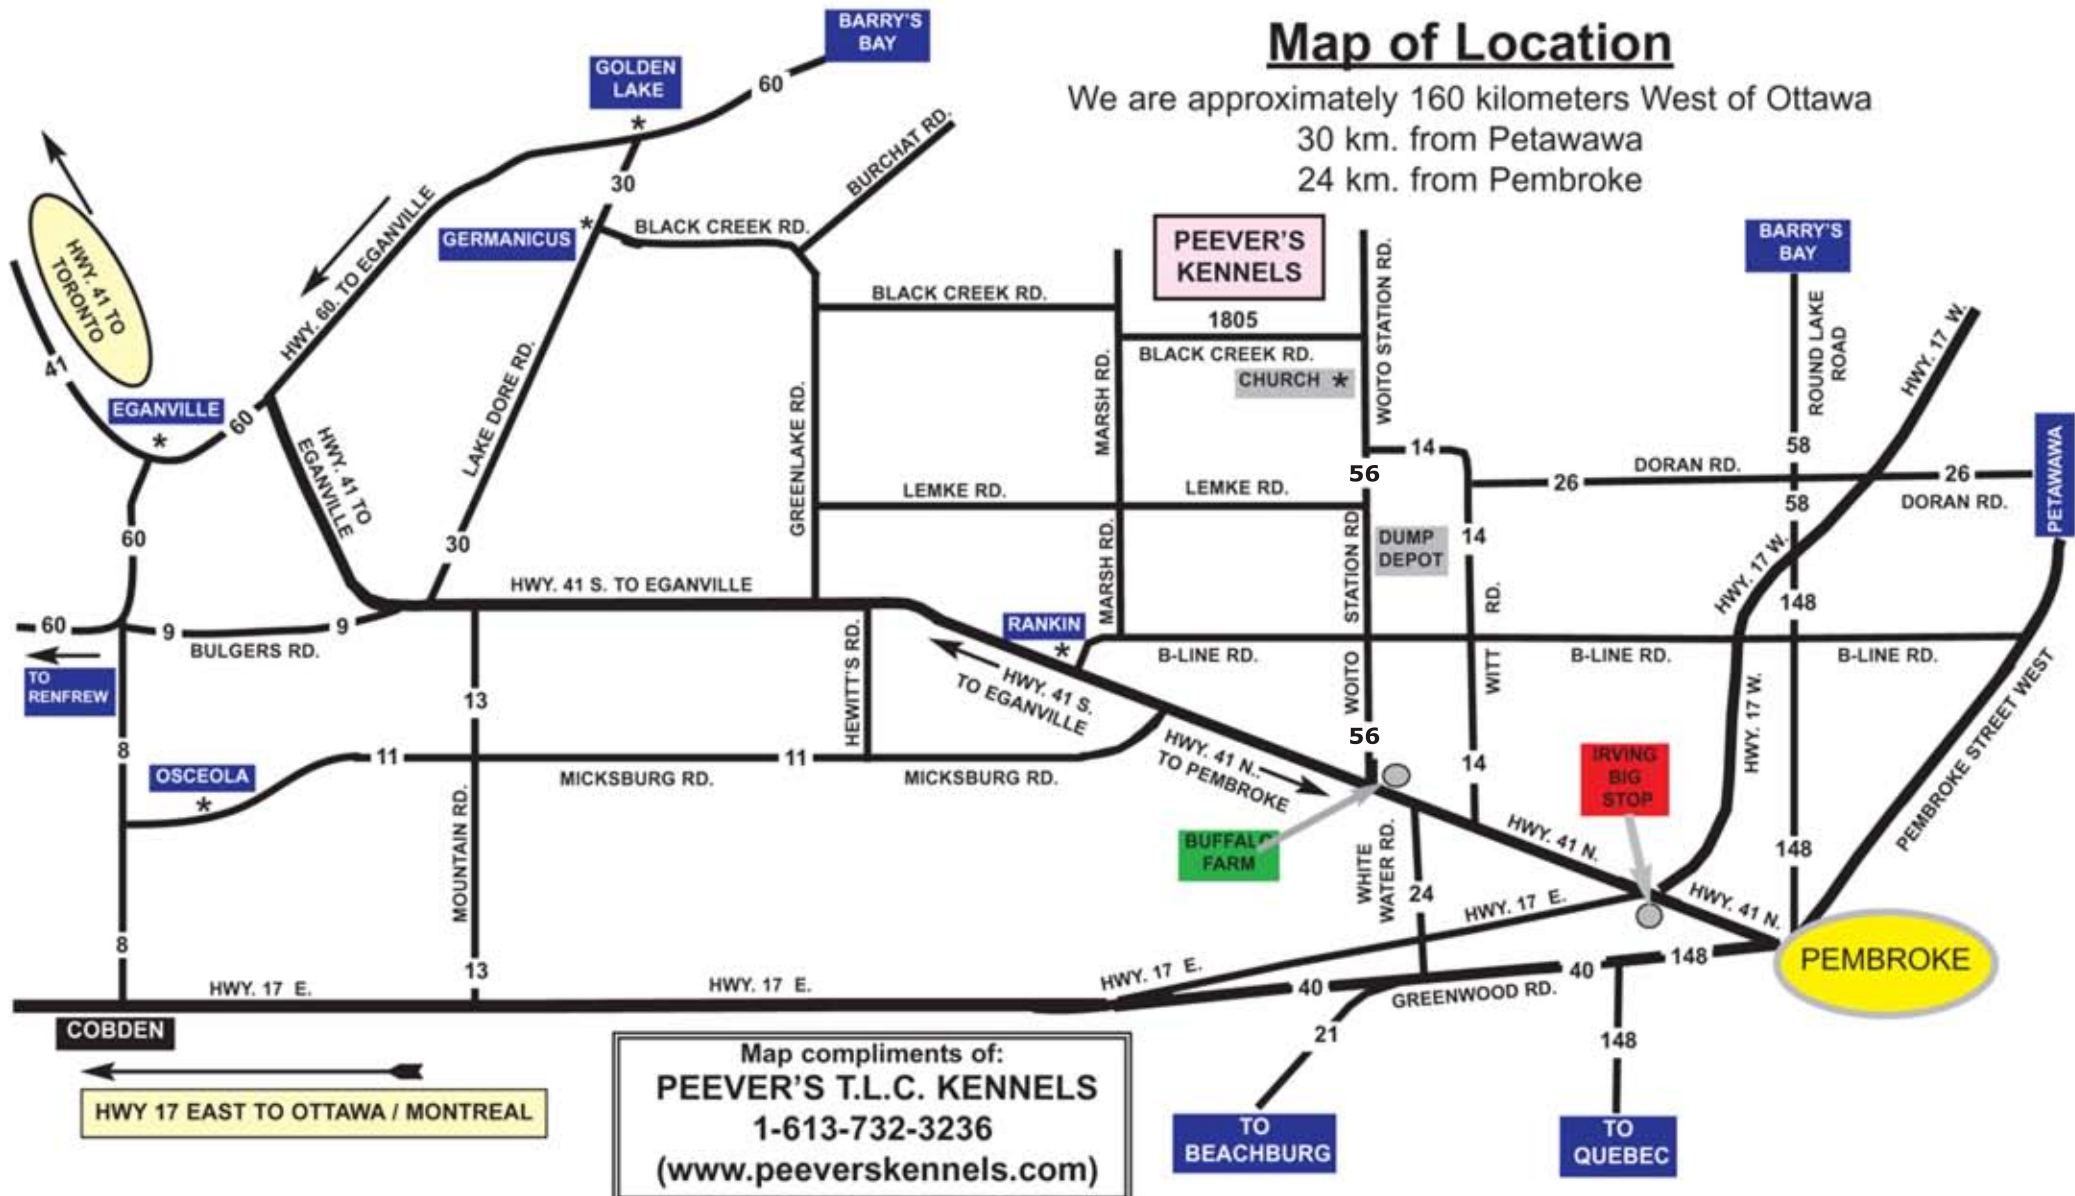 Map of Location
We are approximately 160 kilometers West of Ottawa
30 km. from Petawawa
24 km. from Pembroke
BARRY'S
BAY
GOLDEN
LAKE
60
30
BURCHAT RD.
BLACK CREEK RD.
GERMANICUS
HWY. 60. TO EGANVILLE
HWY. 41 TO
TORONTO
41
EGANVILLE
60
HWY. 41 TO
EGANVILLE
LAKE DORE RD.
30
60
60
9
9
BULGERS RD.
TO
RENFREW
HWY. 41 S. TO EGANVILLE
GREENLAKE RD.
BLACK CREEK RD.
LEMKE RD.
MARSH RD.
MARSH RD.
PEEVER'S
KENNELS
1805
BLACK CREEK RD.
CHURCH *
WOITO STATION RD.
LEMKE RD.
56
14
DUMP
DEPOT
STATION RD
WOITO
56
14
WITT RD.
14
26
DORAN RD.
26
DORAN RD.
BARRY'S
BAY
ROUND LAKE
ROAD
58
58
HWY. 17 W.
HWY. 17 W.
148
PETAWAWA
RANKIN
B-LINE RD.
B-LINE RD.
B-LINE RD.
HWY. 17 W.
PEMBROKE STREET WEST
148
HWY. 41 S.
TO EGANVILLE
HWY. 41 N..
TO PEMBROKE
HEWITT'S RD.
8
OSCEOLA
11
MICKSBURG RD.
11
MICKSBURG RD.
13
MOUNTAIN RD.
13
8
BUFFALO
FARM
IRVING
BIG
STOP
HWY. 41 N.
HWY. 41 N.
WHITE
WATER RD.
24
HWY. 17 E.
HWY. 17 E.
HWY. 17 E.
HWY. 17 E.
40
GREENWOOD RD.
40
148
PEMBROKE
21
148
COBDEN
HWY 17 EAST TO OTTAWA / MONTREAL
Map compliments of:
PEEVER'S T.L.C. KENNELS
1-613-732-3236
(www.peeverskennels.com)
TO
BEACHBURG
TO
QUEBEC